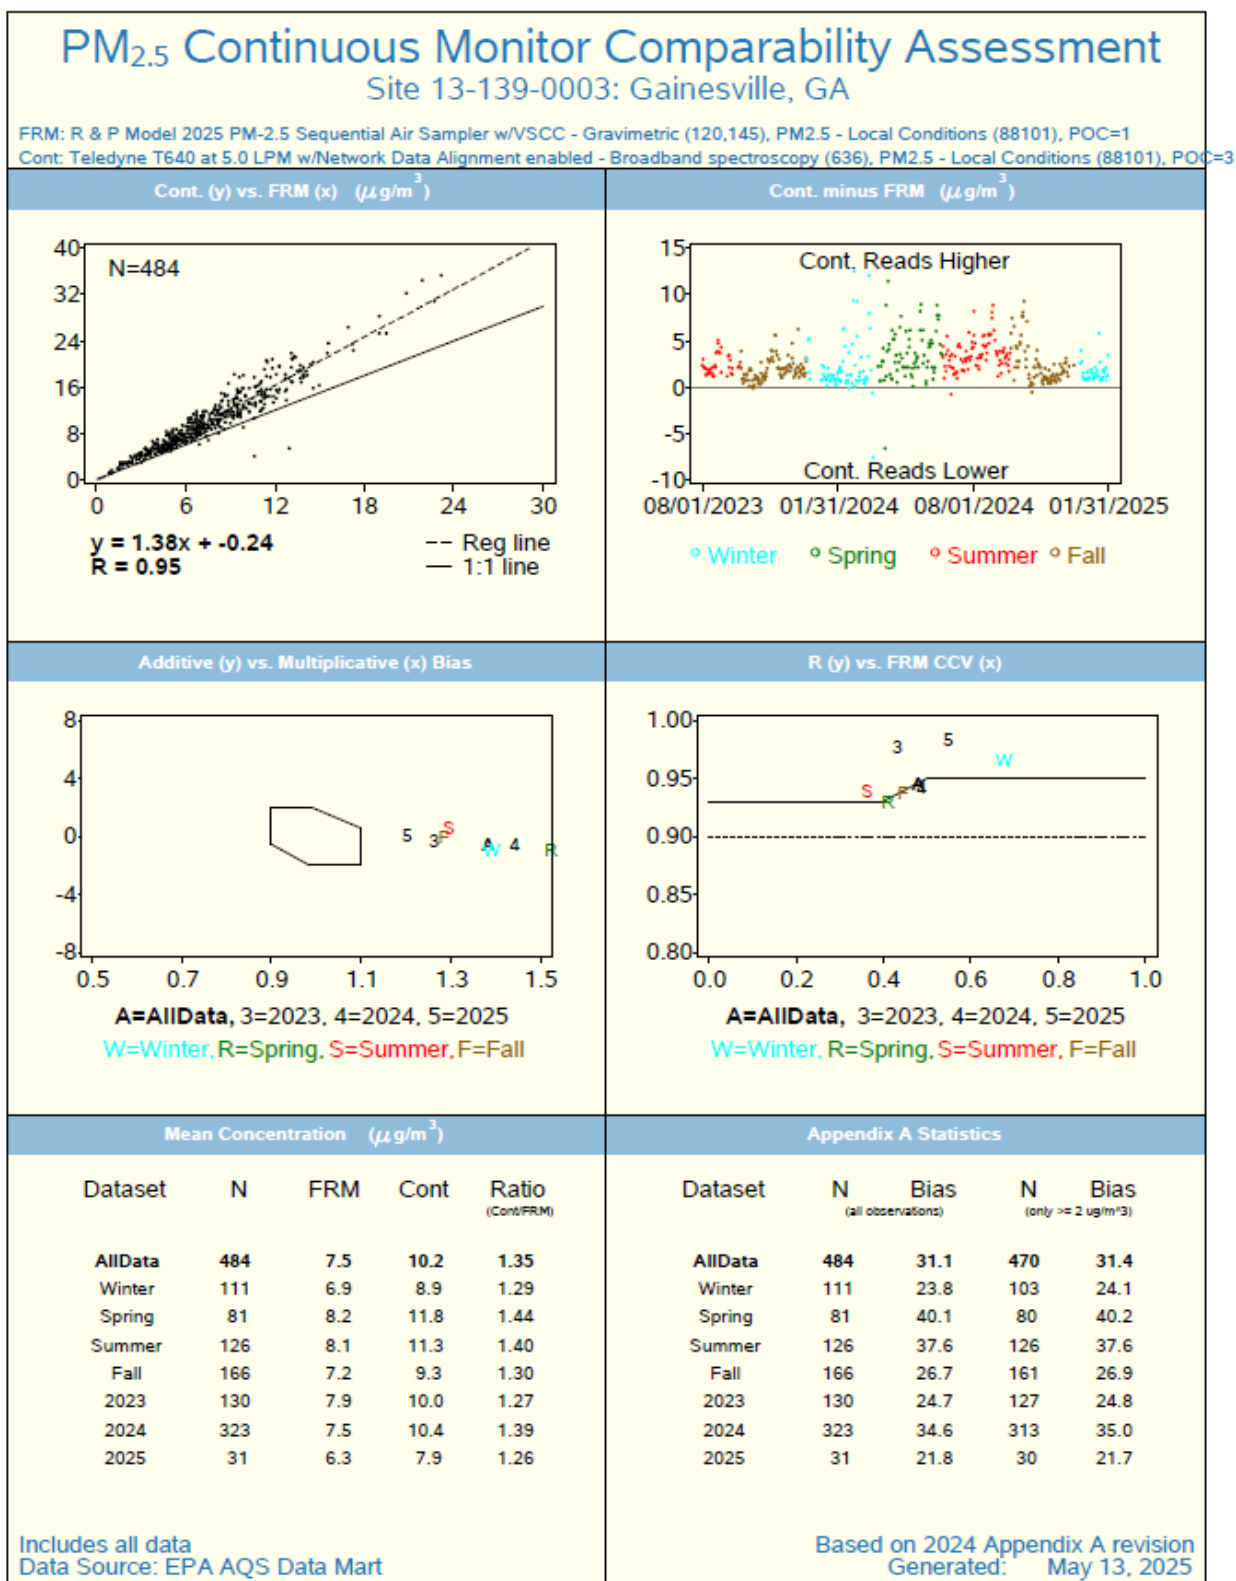 PM2.5 Continuous Monitor Comparability Assessment
Site 13-139-0003: Gainesville, GA
FRM: R & P Model 2025 PM-2.5 Sequential Air Sampler w/VSCC - Gravimetric (120,145), PM2.5 - Local Conditions (88101), POC=1
Cont: Teledyne T640 at 5.0 LPM w/Network Data Alignment enabled - Broadband spectroscopy (636), PM2.5 - Local Conditions (88101), POC=3
Cont. (y) vs. FRM (x) (μg/m³)
40
32
24
16
8
0
N=484
0 6 12 18 24 30
y = 1.38x + -0.24
R = 0.95
-- Reg line
— 1:1 line
Cont. minus FRM (μg/m³)
15
10
5
0
-5
-10
Cont. Reads Higher
Cont. Reads Lower
08/01/2023 01/31/2024 08/01/2024 01/31/2025
Winter Spring Summer Fall
Additive (y) vs. Multiplicative (x) Bias
8
4
0
-4
-8
5 3 F S A W 4 R
0.5 0.7 0.9 1.1 1.3 1.5
A=AllData, 3=2023, 4=2024, 5=2025
W=Winter, R=Spring, S=Summer, F=Fall
R (y) vs. FRM CCV (x)
1.00
0.95
0.90
0.85
0.80
3 5 W
S R F A 4
0.0 0.2 0.4 0.6 0.8 1.0
A=AllData, 3=2023, 4=2024, 5=2025
W=Winter, R=Spring, S=Summer, F=Fall
Mean Concentration (μg/m³)
Dataset N FRM Cont Ratio
(Cont/FRM)
AllData 484 7.5 10.2 1.35
Winter 111 6.9 8.9 1.29
Spring 81 8.2 11.8 1.44
Summer 126 8.1 11.3 1.40
Fall 166 7.2 9.3 1.30
2023 130 7.9 10.0 1.27
2024 323 7.5 10.4 1.39
2025 31 6.3 7.9 1.26
Includes all data
Data Source: EPA AQS Data Mart
Appendix A Statistics
Dataset N Bias N Bias
(all observations) (only >= 2 ug/m^3)
AllData 484 31.1 470 31.4
Winter 111 23.8 103 24.1
Spring 81 40.1 80 40.2
Summer 126 37.6 126 37.6
Fall 166 26.7 161 26.9
2023 130 24.7 127 24.8
2024 323 34.6 313 35.0
2025 31 21.8 30 21.7
Based on 2024 Appendix A revision
Generated: May 13, 2025